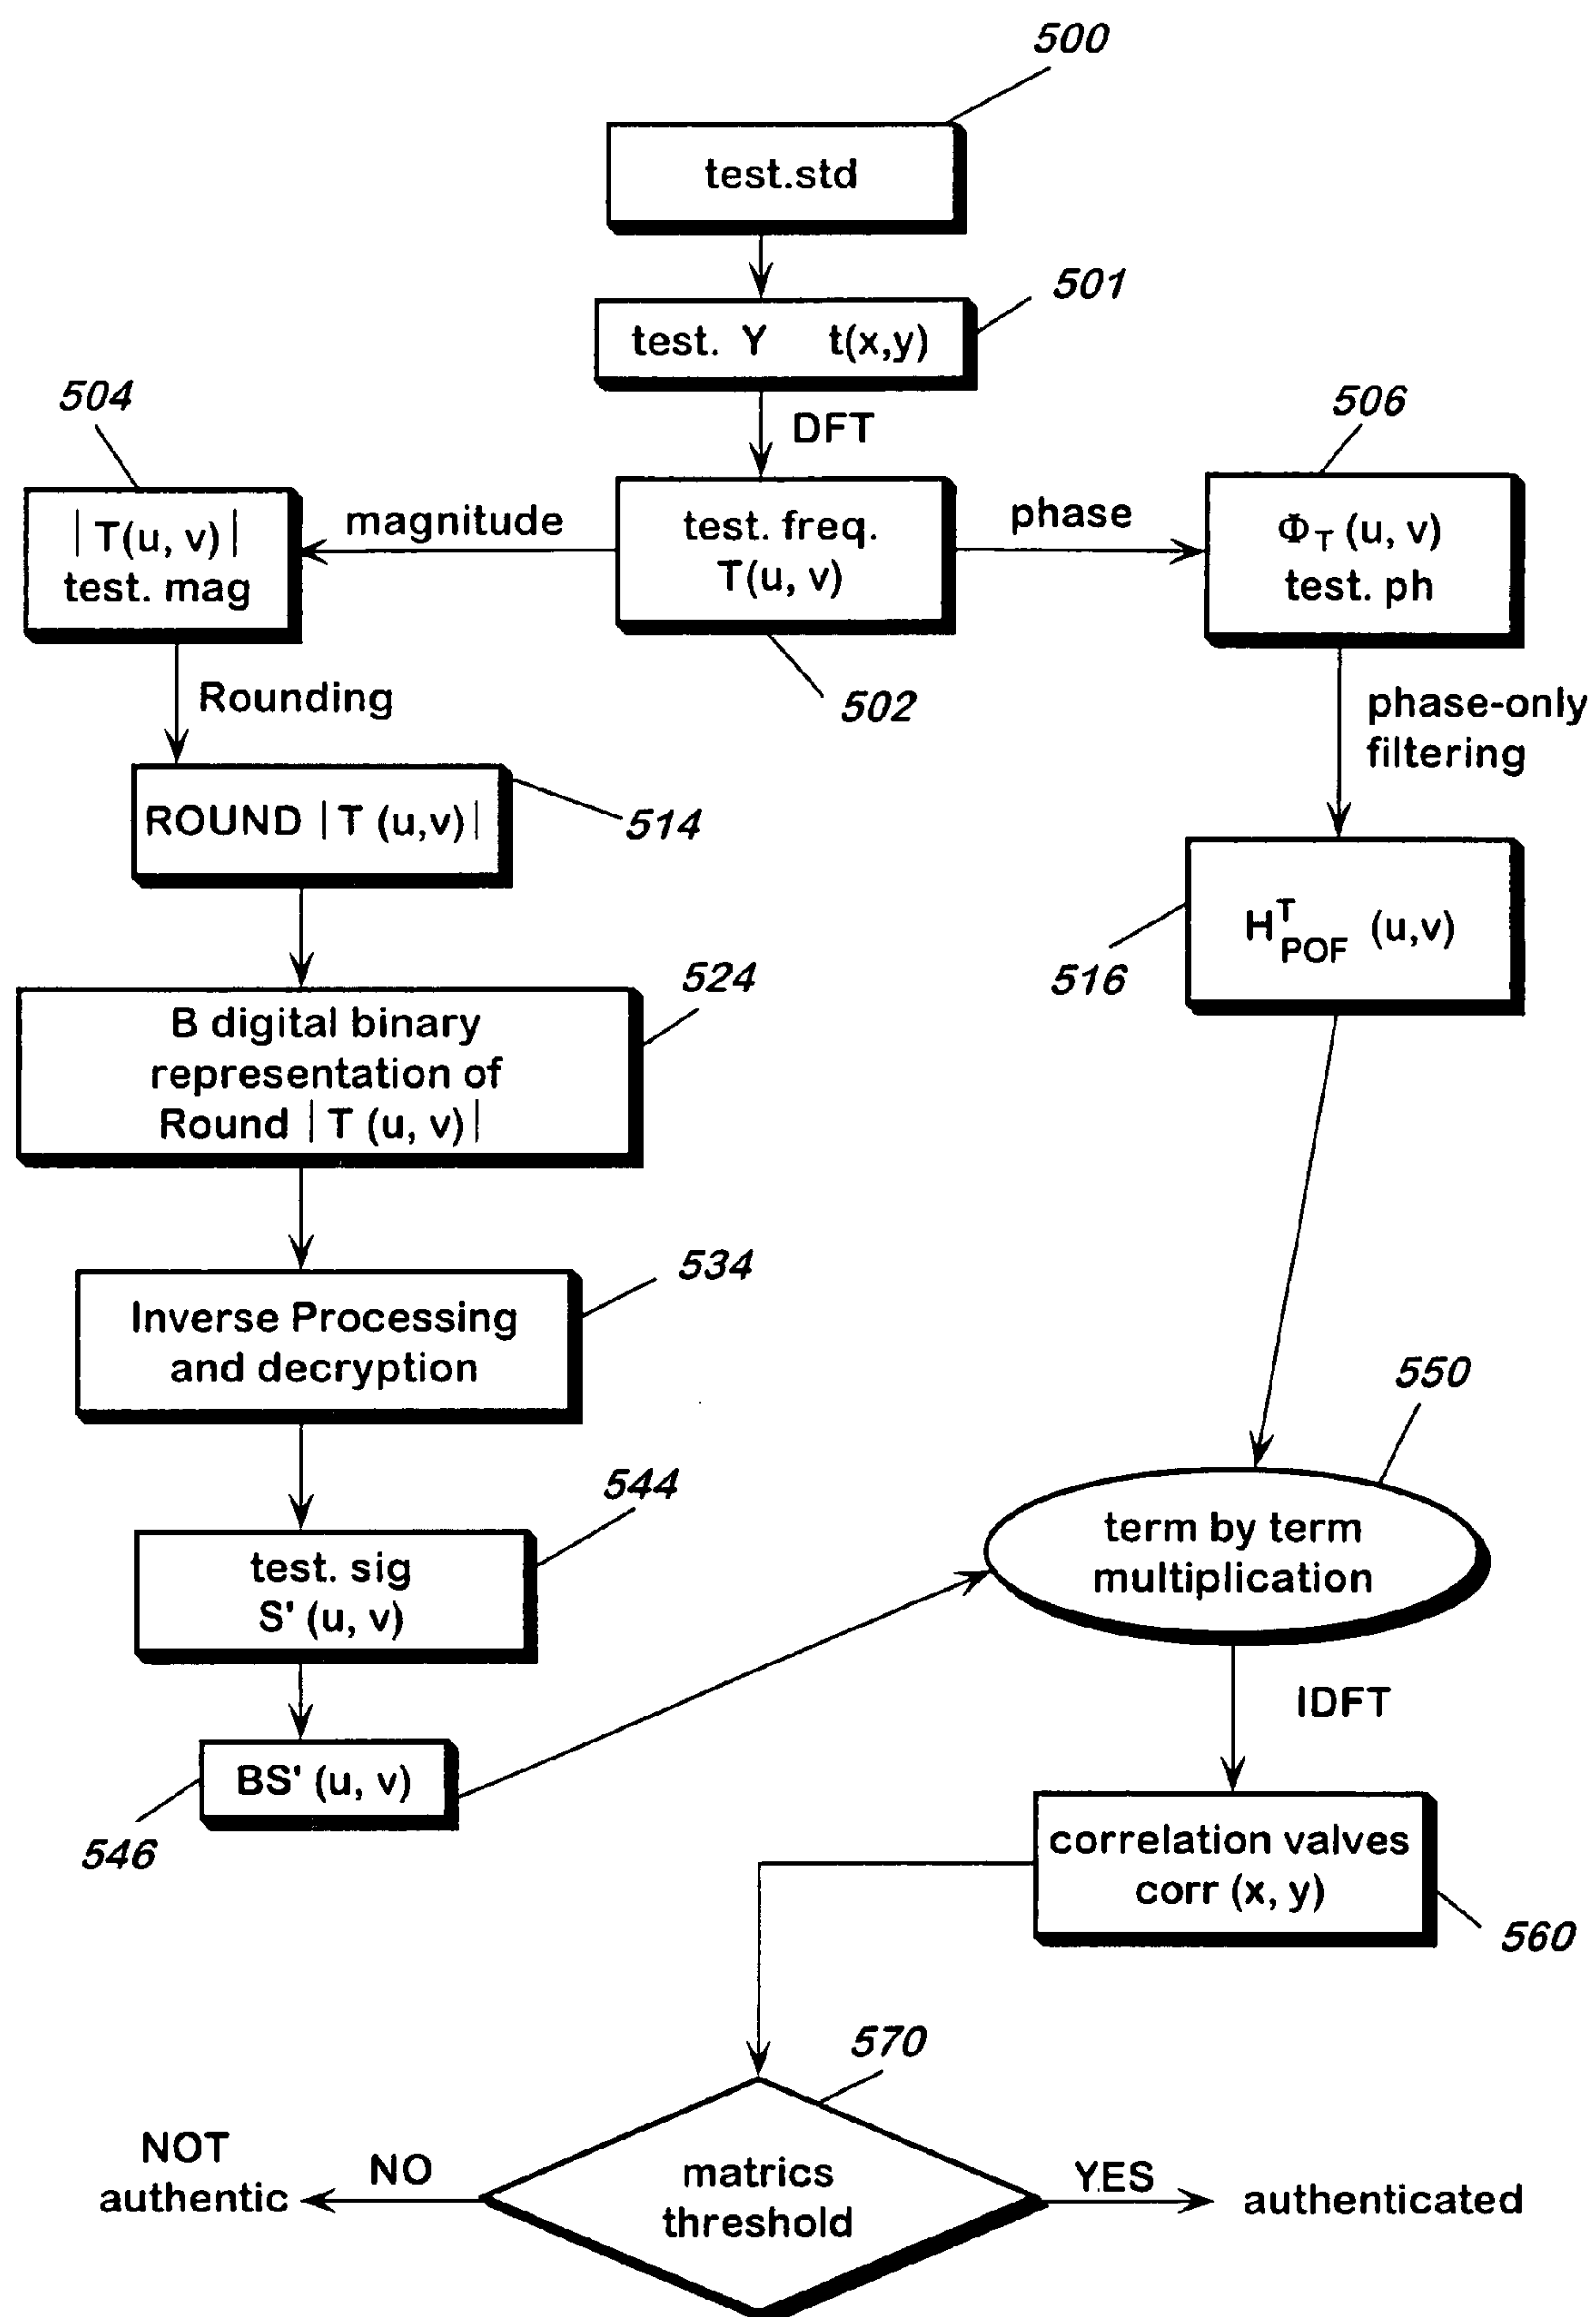 500
test.std
501
test. Y t(x,y)
DFT
504
506
|T(u, v)|
test. mag
magnitude
test. freq.
T(u, v)
phase
Φ_T (u, v)
test. ph
502
Rounding
phase-only
filtering
ROUND |T (u,v)|
514
H^T_POF (u,v)
516
524
B digital binary
representation of
Round |T (u, v)|
534
Inverse Processing
and decryption
550
544
test. sig
S' (u, v)
term by term
multiplication
BS' (u, v)
546
IDFT
correlation valves
corr (x, y)
560
570
matrics
threshold
NO
NOT
authentic
YES
authenticated